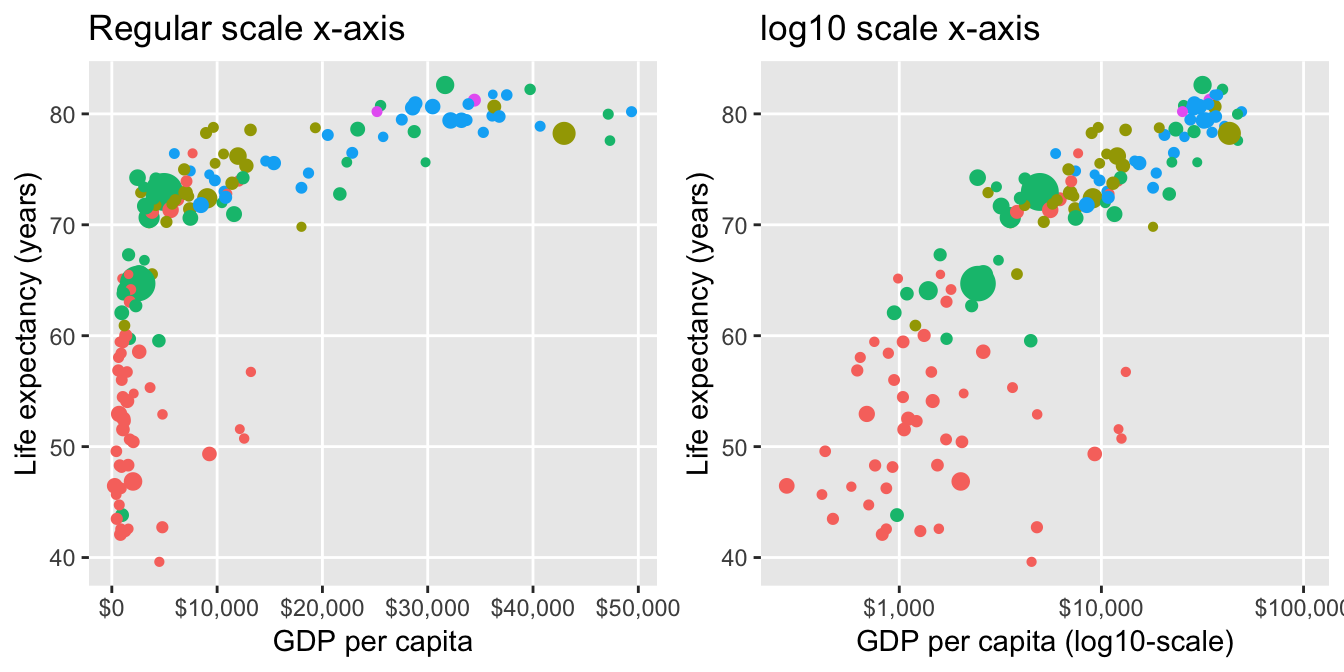 Regular scale x-axis
Life expectancy (years)
80
70
60
50
40
$0 $10,000 $20,000 $30,000 $40,000 $50,000
GDP per capita
log10 scale x-axis
Life expectancy (years)
80
70
60
50
40
$1,000 $10,000 $100,00
GDP per capita (log10-scale)